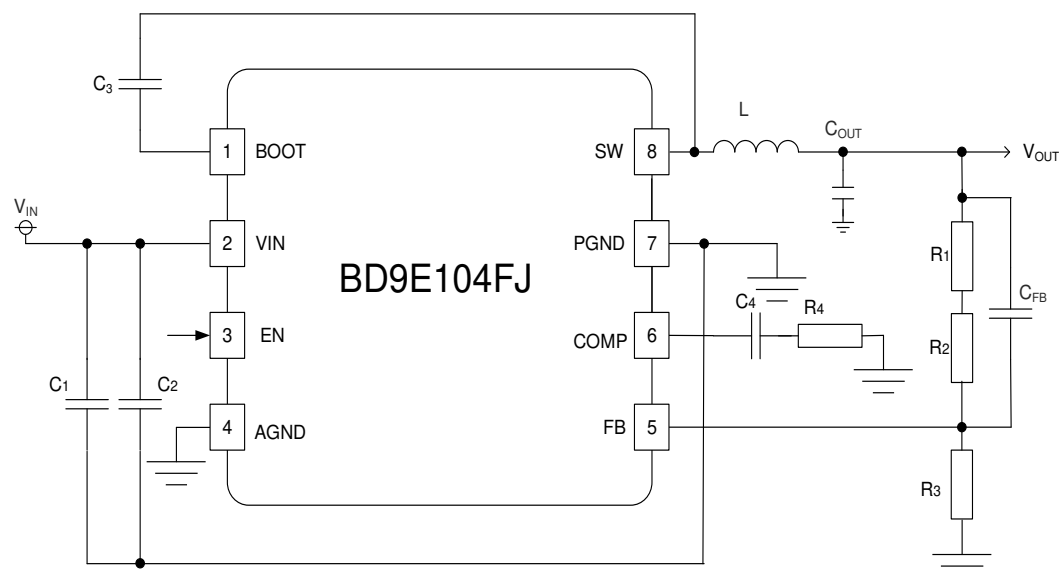 C3
L
COUT
1 BOOT
SW 8
VOUT
VIN
2 VIN
PGND 7
R1
BD9E104FJ
C4
R4
CFB
3 EN
COMP 6
R2
C1
C2
4 AGND
FB 5
R3